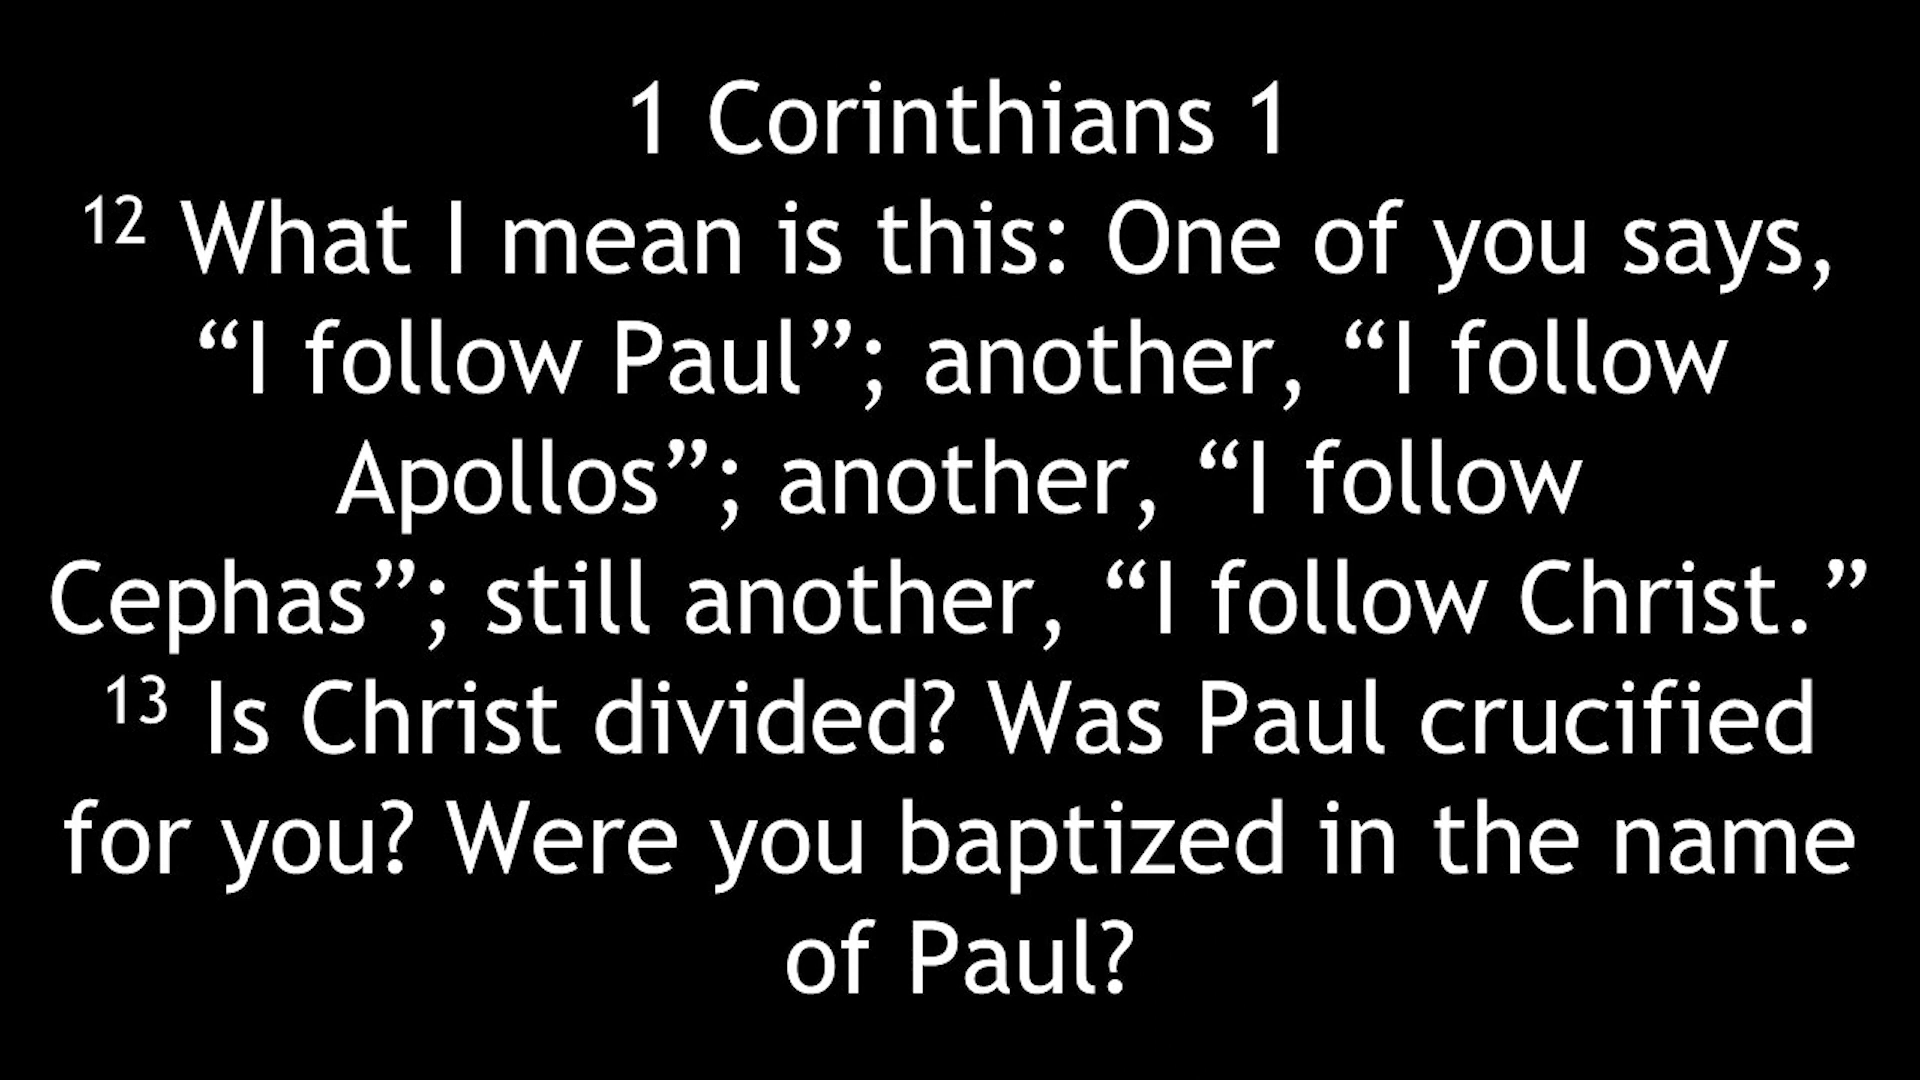 1 Corinthians 1
12 What I mean is this: One of you says,
“I follow Paul”; another, “I follow
Apollos”; another, “I follow
Cephas”; still another, “I follow Christ.”
13 Is Christ divided? Was Paul crucified
for you? Were you baptized in the name
of Paul?